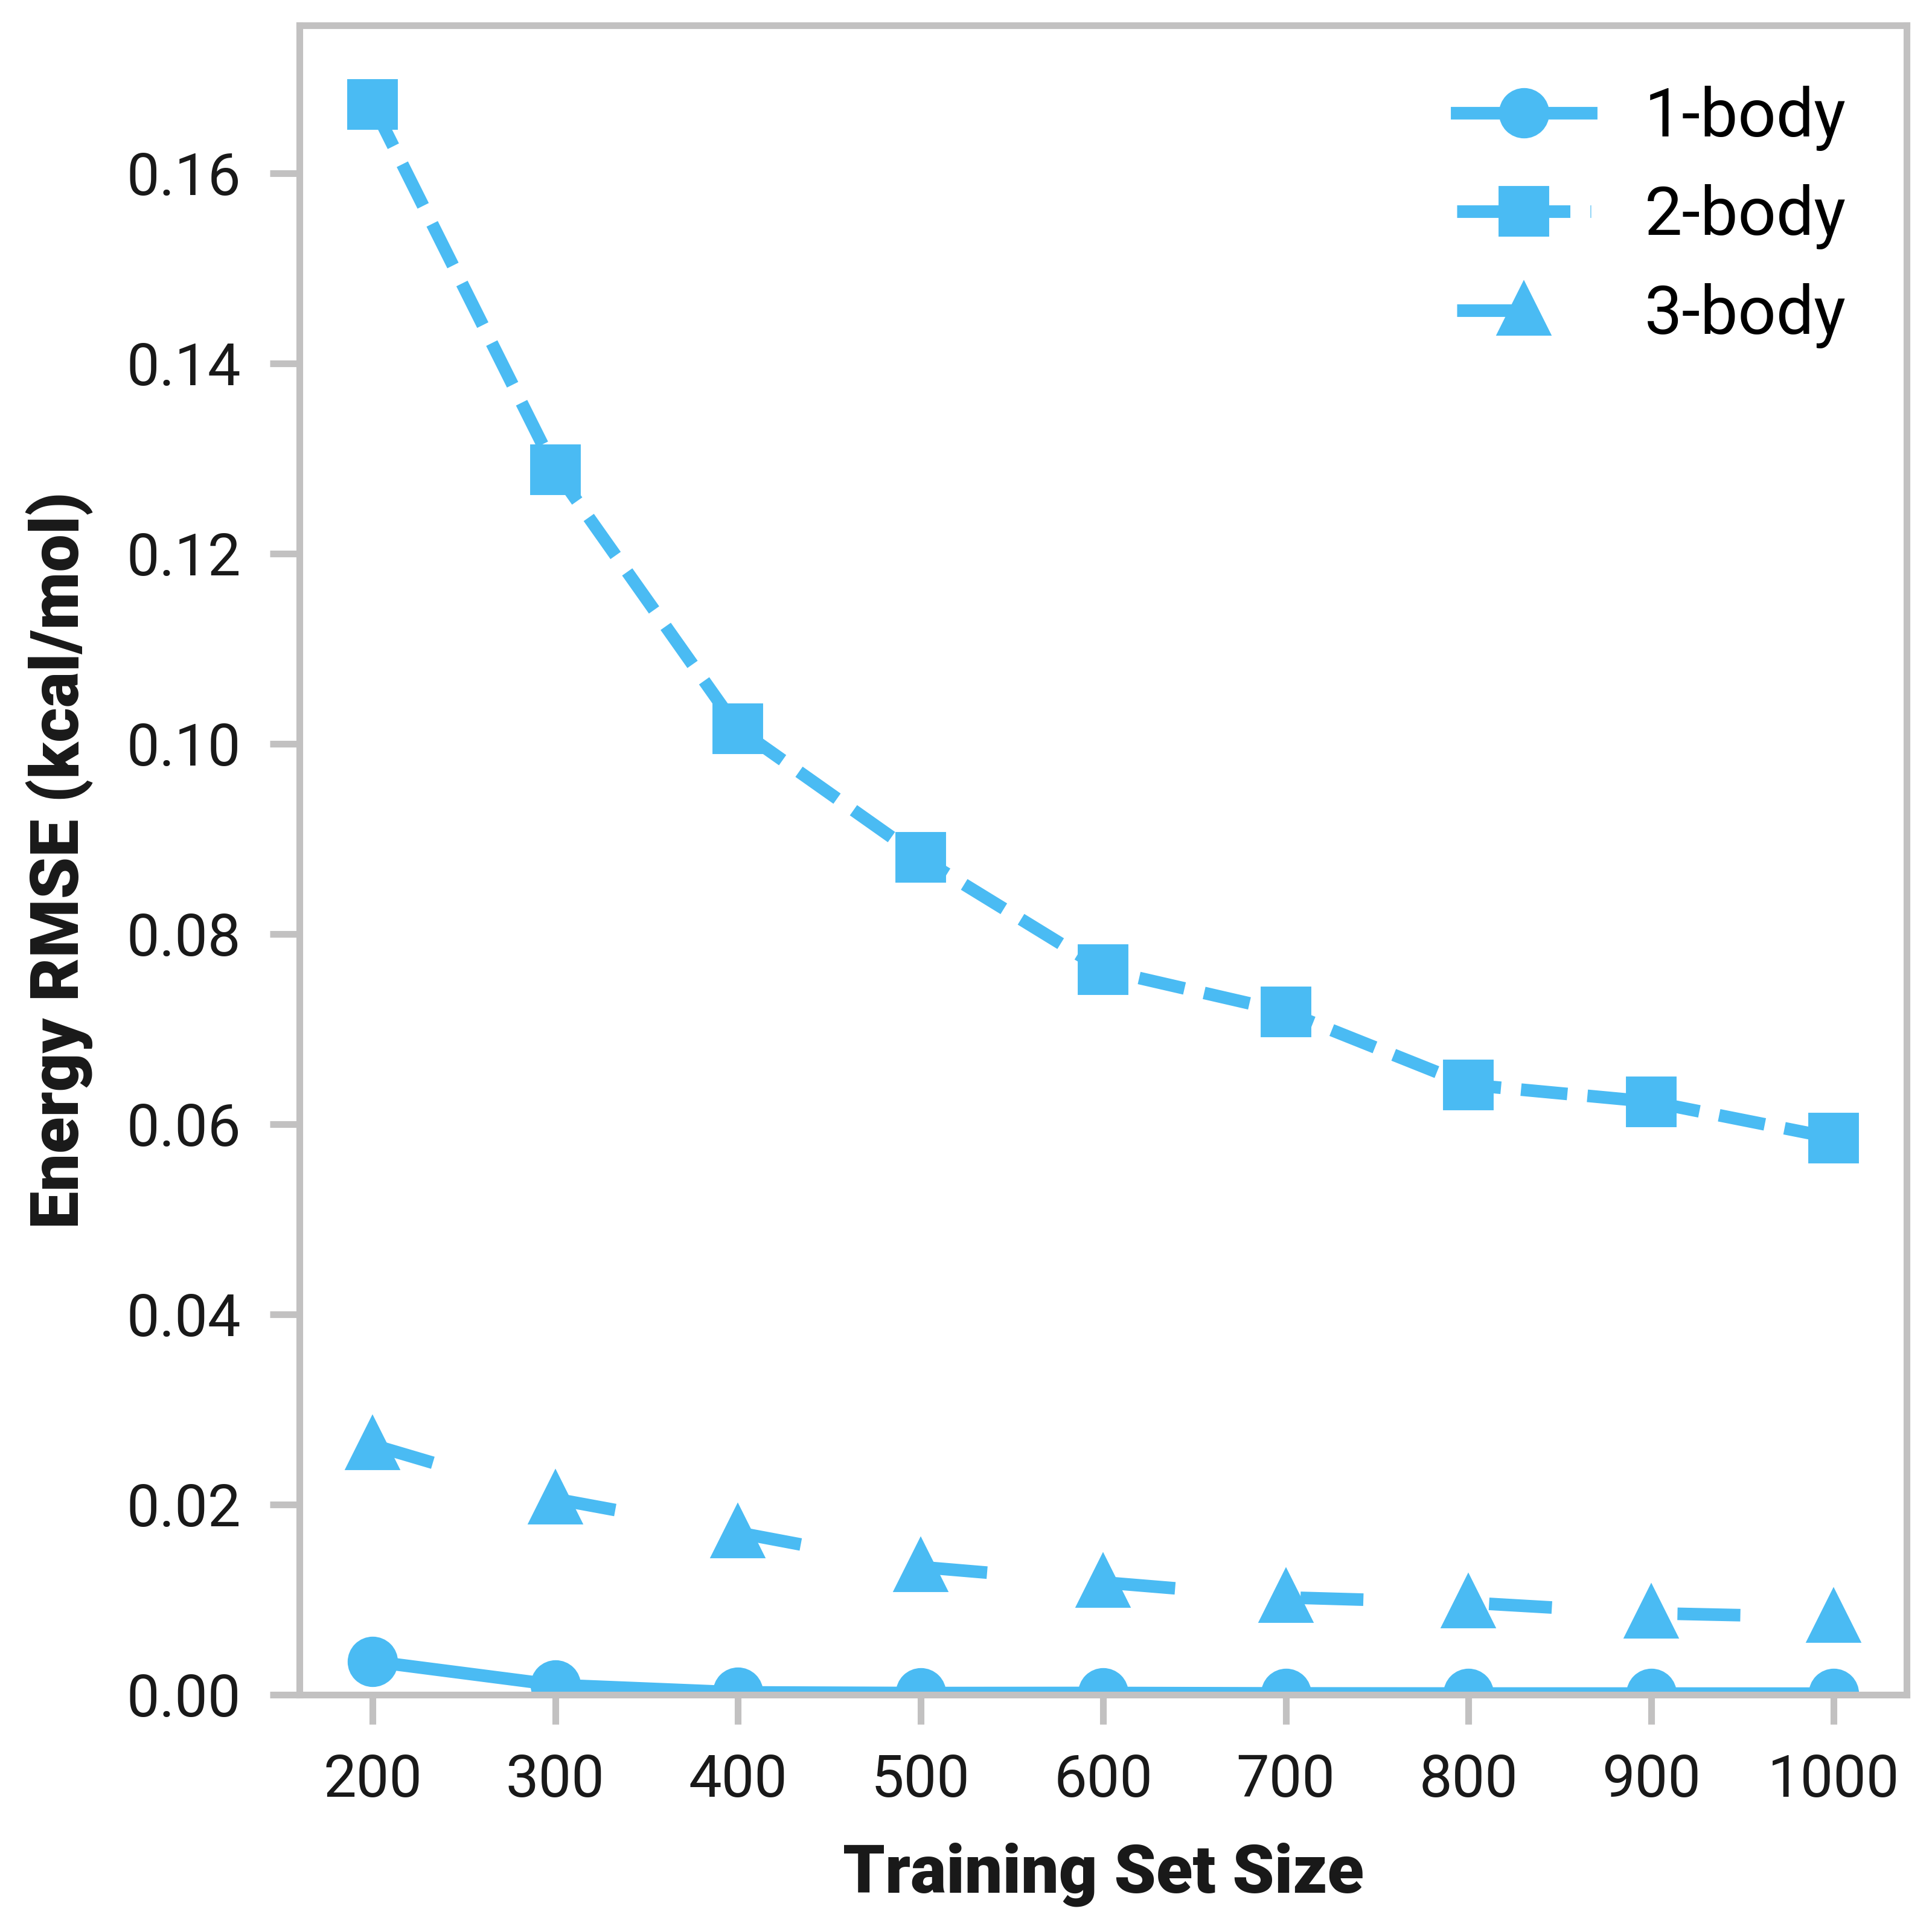 1-body
2-body
3-body
0.16
0.14
0.12
0.10
0.08
0.06
0.04
0.02
0.00
Energy RMSE (kcal/mol)
200 300 400 500 600 700 800 900 1000
Training Set Size